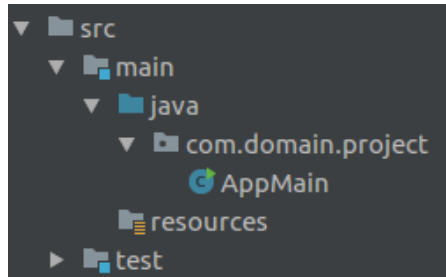 src
main
java
com.domain.project
AppMain
resources
test